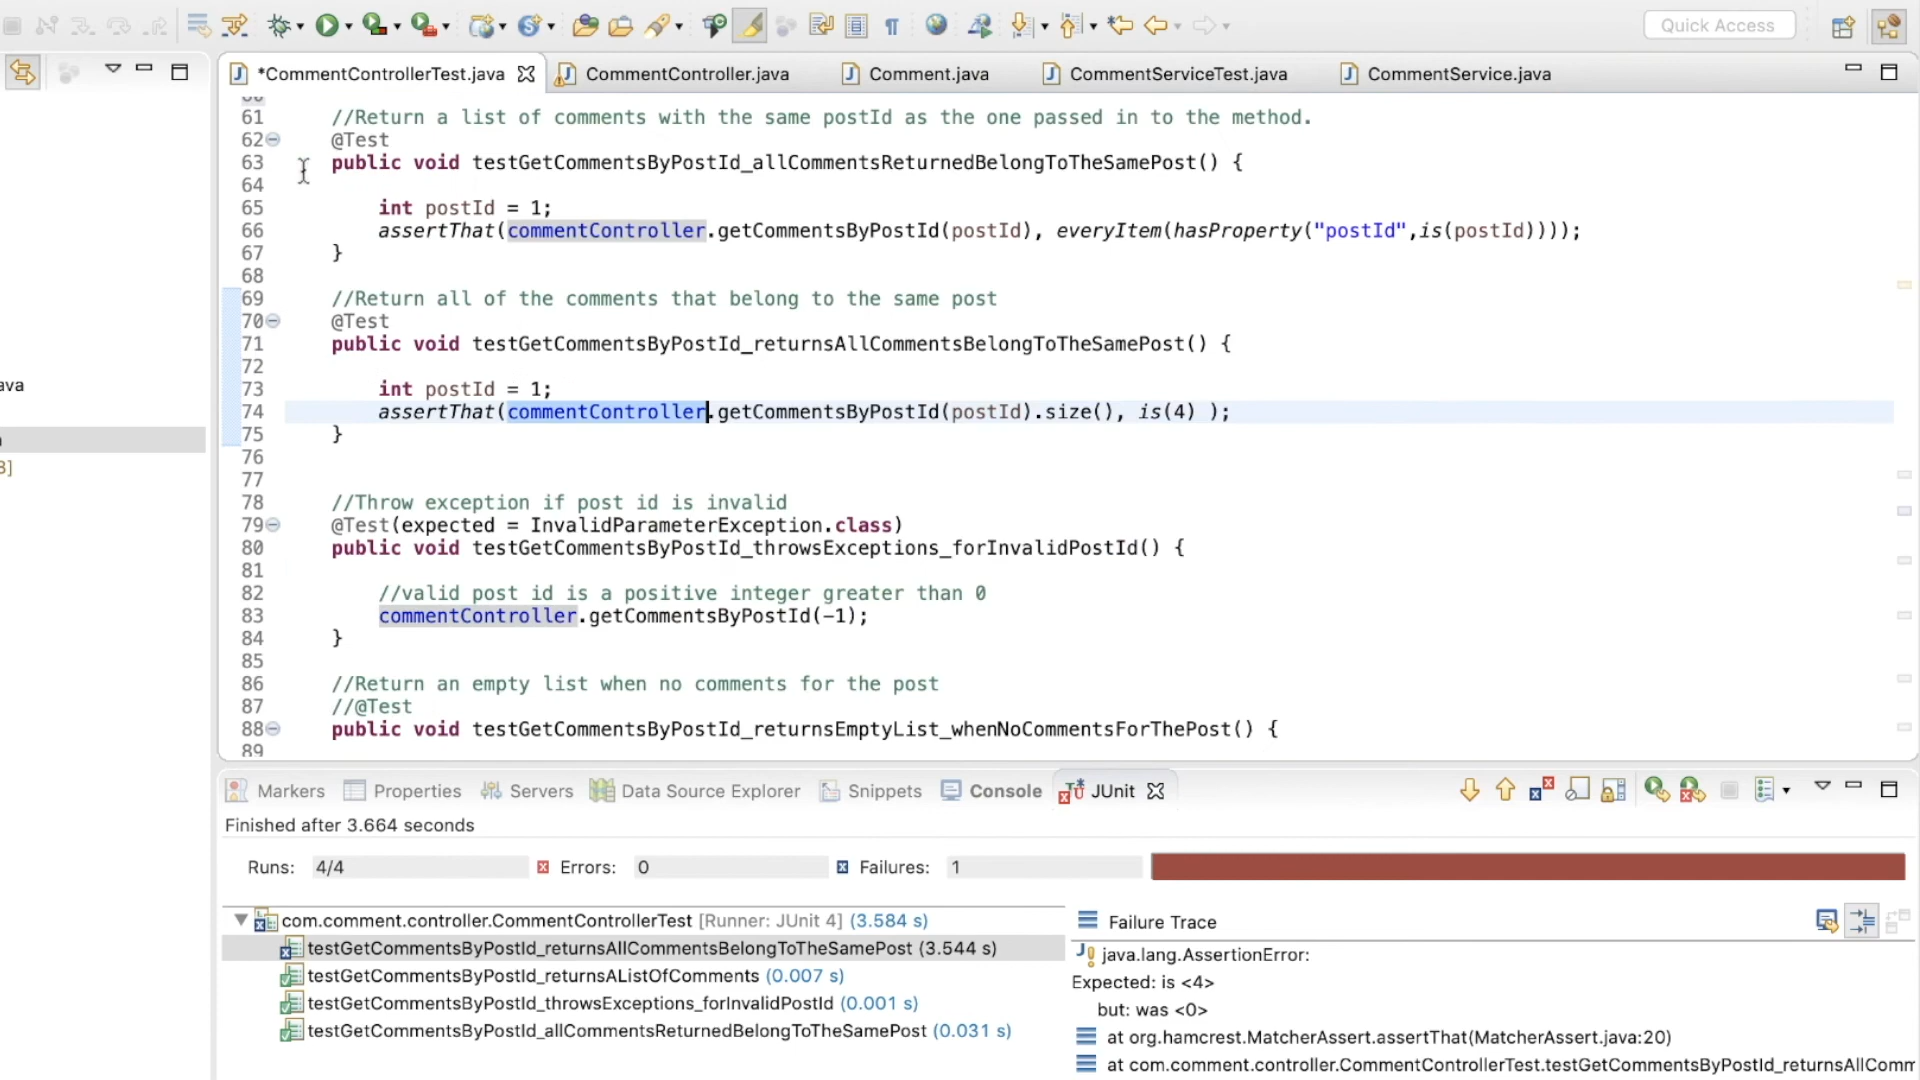 Quick Access
*CommentControllerTest.java
CommentController.java
Comment.java
CommentServiceTest.java
CommentService.java
61 //Return a list of comments with the same postId as the one passed in to the method.
62 @Test
63 public void testGetCommentsByPostId_allCommentsReturnedBelongToTheSamePost() {
64
65 int postId = 1;
66 assertThat(commentController.getCommentsByPostId(postId), everyItem(hasProperty("postId",is(postId))));
67 }
68
69 //Return all of the comments that belong to the same post
70 @Test
71 public void testGetCommentsByPostId_returnsAllCommentsBelongToTheSamePost() {
72
73 int postId = 1;
74 assertThat(commentController.getCommentsByPostId(postId).size(), is(4) );
75 }
76
77
78 //Throw exception if post id is invalid
79 @Test(expected = InvalidParameterException.class)
80 public void testGetCommentsByPostId_throwsExceptions_forInvalidPostId() {
81
82 //valid post id is a positive integer greater than 0
83 commentController.getCommentsByPostId(-1);
84 }
85
86 //Return an empty list when no comments for the post
87 //@Test
88 public void testGetCommentsByPostId_returnsEmptyList_whenNoCommentsForThePost() {
89
ava
3]
Markers
Properties
Servers
Data Source Explorer
Snippets
Console
JUnit
Finished after 3.664 seconds
Runs: 4/4
Errors: 0
Failures: 1
com.comment.controller.CommentControllerTest [Runner: JUnit 4] (3.584 s)
testGetCommentsByPostId_returnsAllCommentsBelongToTheSamePost (3.544 s)
testGetCommentsByPostId_returnsAListOfComments (0.007 s)
testGetCommentsByPostId_throwsExceptions_forInvalidPostId (0.001 s)
testGetCommentsByPostId_allCommentsReturnedBelongToTheSamePost (0.031 s)
Failure Trace
java.lang.AssertionError:
Expected: is <4>
but: was <0>
at org.hamcrest.MatcherAssert.assertThat(MatcherAssert.java:20)
at com.comment.controller.CommentControllerTest.testGetCommentsByPostId_returnsAllComm